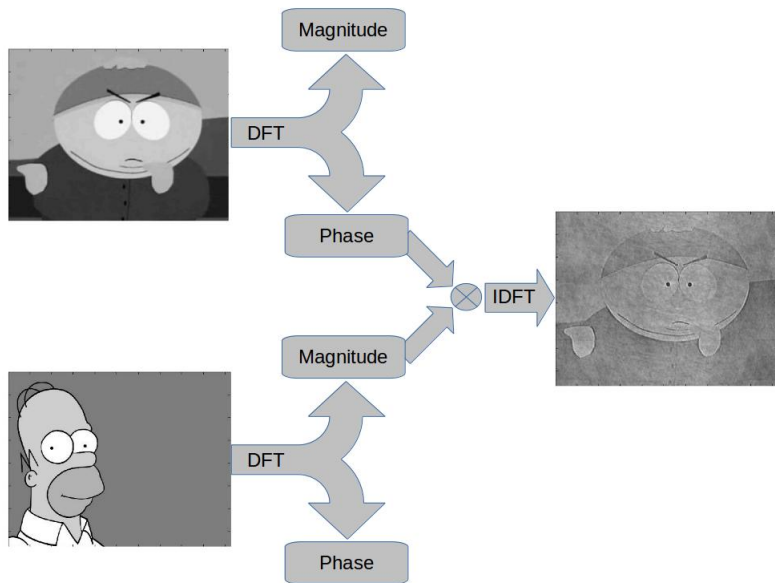 Magnitude
DFT
Phase
IDFT
Magnitude
DFT
Phase